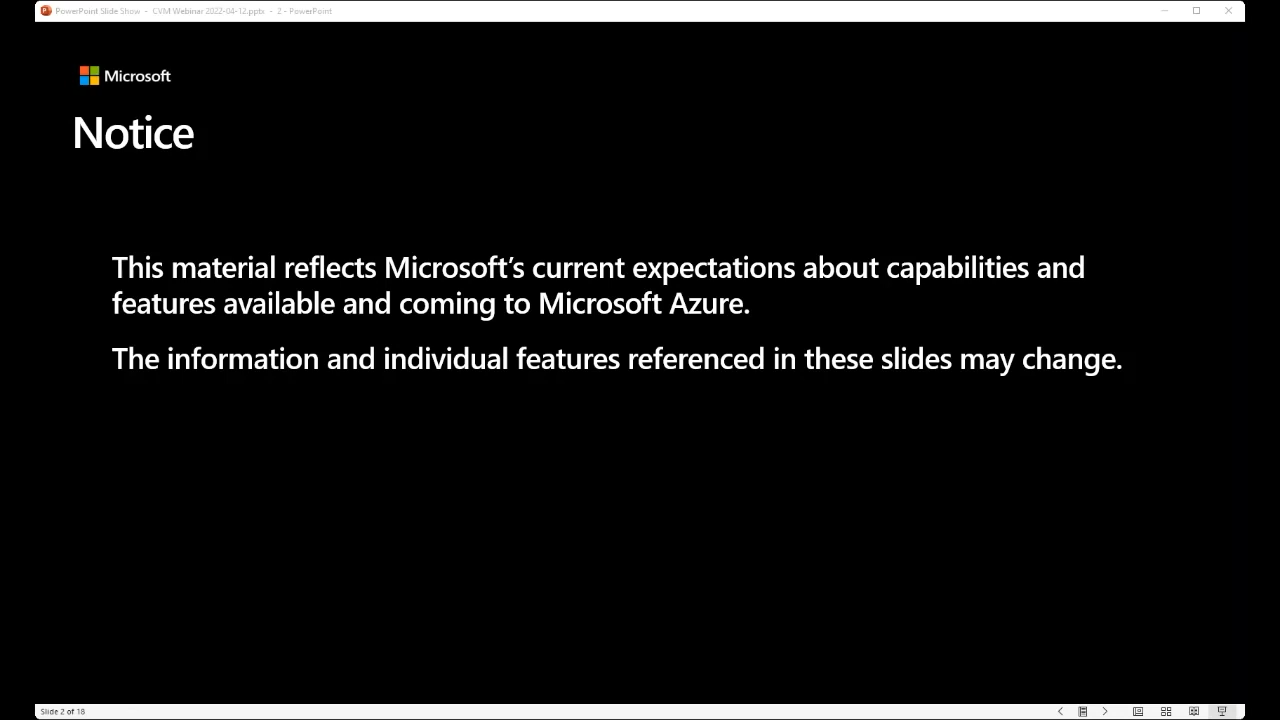 PowerPoint Slide Show - CVM Webinar 2022-04-12.pptx - 2 - PowerPoint
Microsoft
Notice
This material reflects Microsoft’s current expectations about capabilities and
features available and coming to Microsoft Azure.
The information and individual features referenced in these slides may change.
Slide 2 of 18